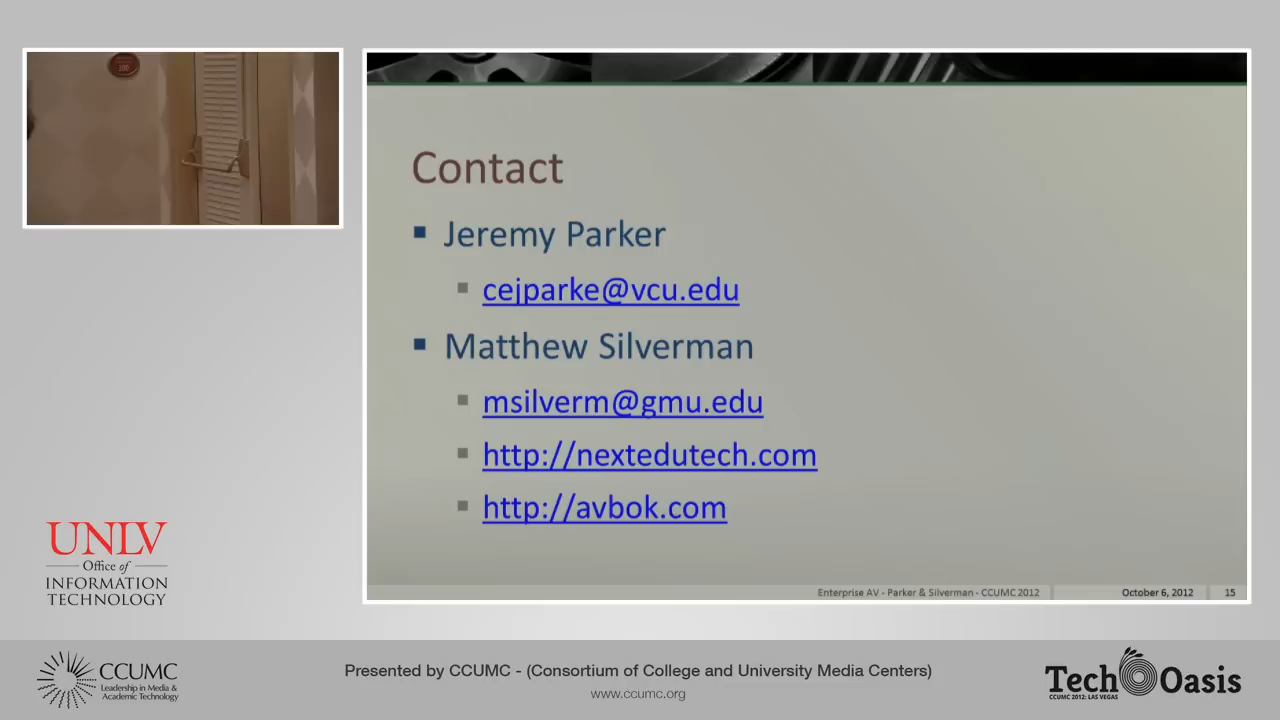 Contact
Jeremy Parker
cejparke@vcu.edu
Matthew Silverman
msilverm@gmu.edu
http://nextedutech.com
http://avbok.com
Enterprise AV - Parker & Silverman - CCUMC 2012
October 6, 2012
15
UNLV
Office of
INFORMATION
TECHNOLOGY
CCUMC
Leadership in Media &
Academic Technology
Presented by CCUMC - (Consortium of College and University Media Centers)
www.ccumc.org
Tech Oasis
CCUMC 2012: LAS VEGAS